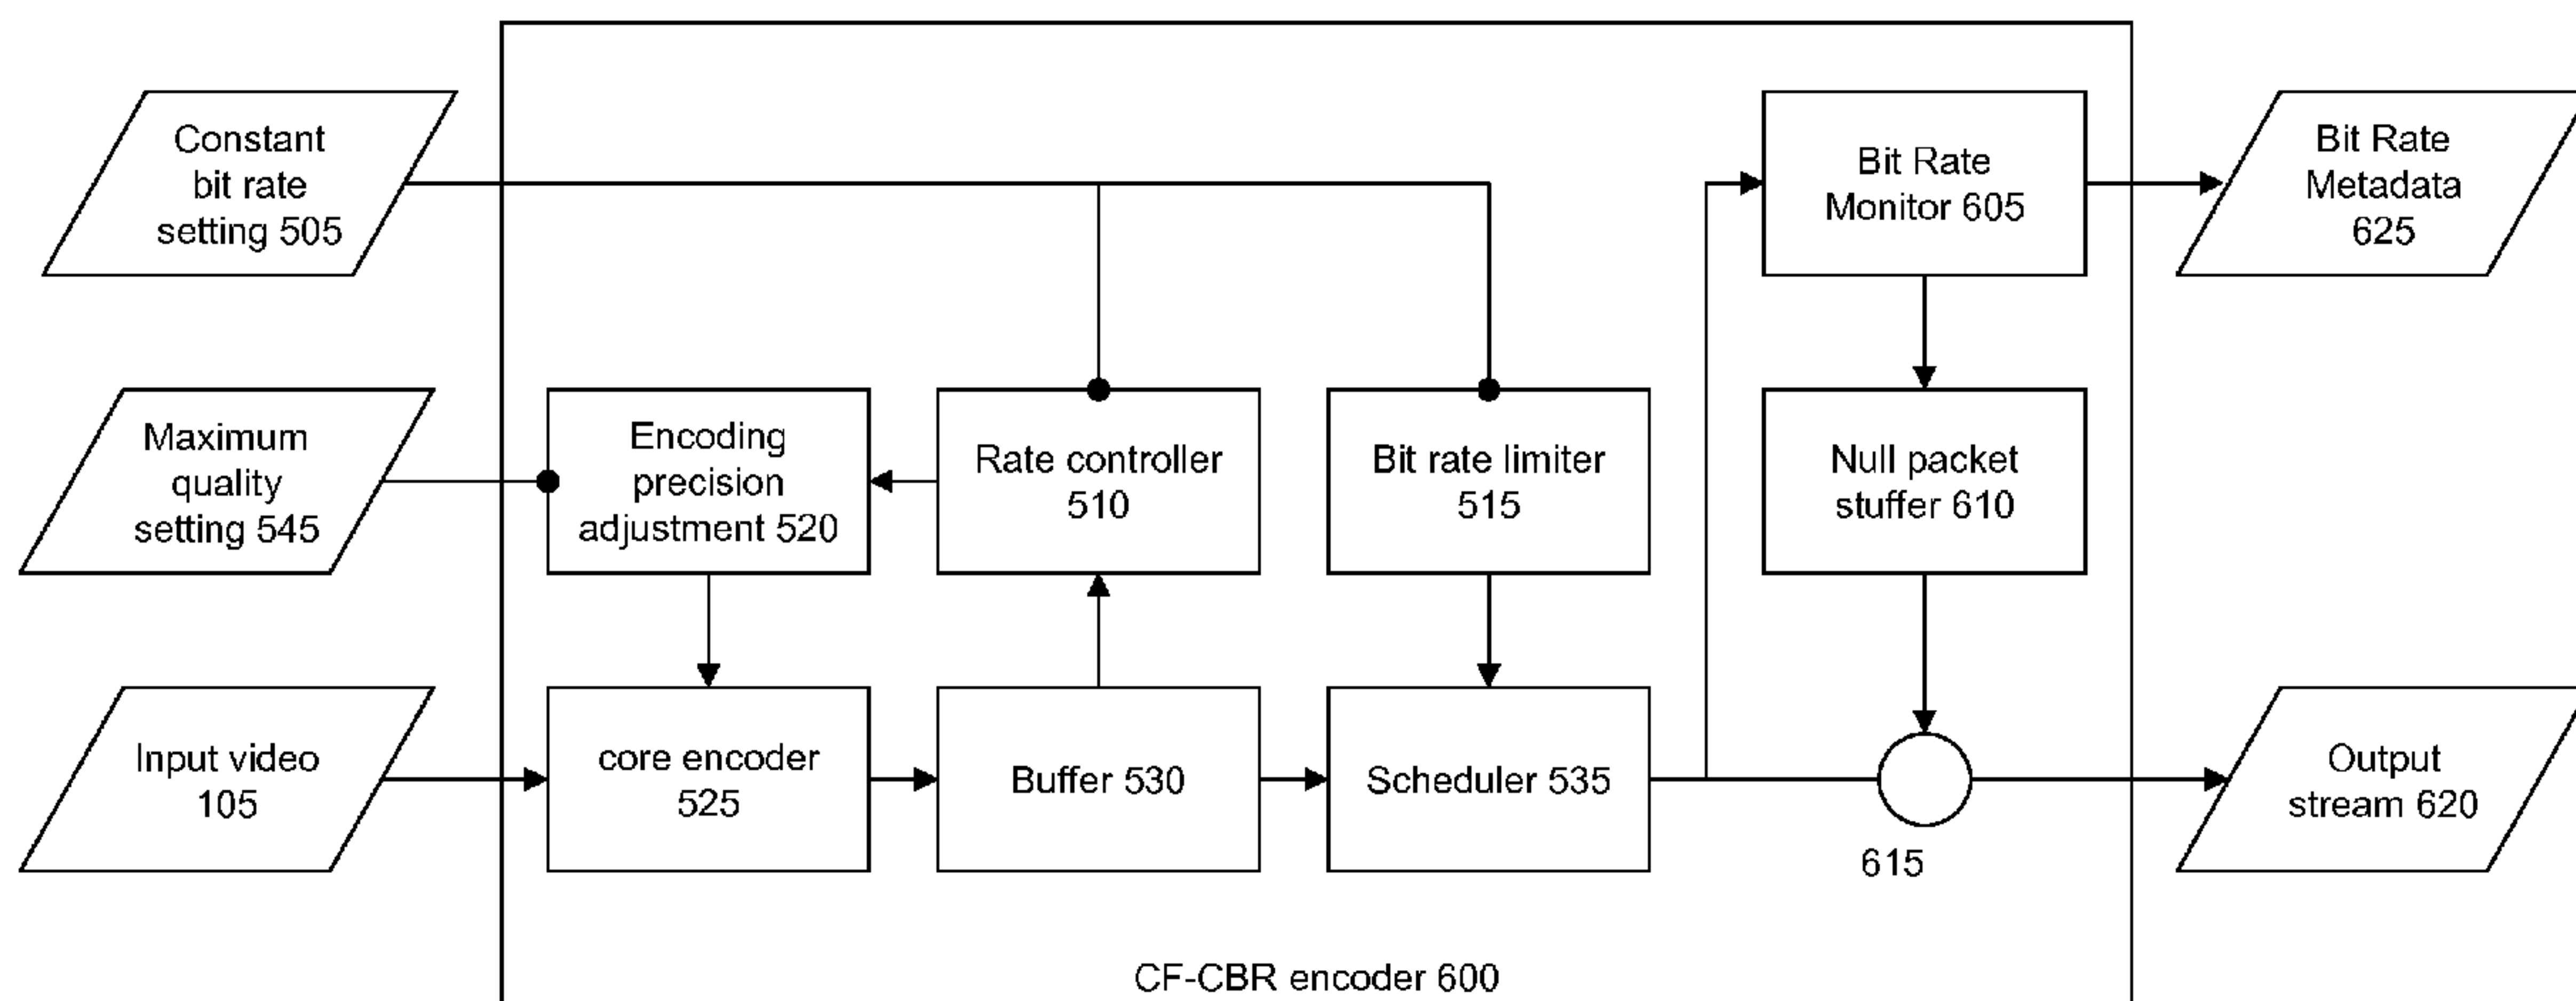 Constant
bit rate
setting 505
Bit Rate
Monitor 605
Bit Rate
Metadata
625
Maximum
quality
setting 545
Encoding
precision
adjustment 520
Rate controller
510
Bit rate limiter
515
Null packet
stuffer 610
Input video
105
core encoder
525
Buffer 530
Scheduler 535
615
Output
stream 620
CF-CBR encoder 600